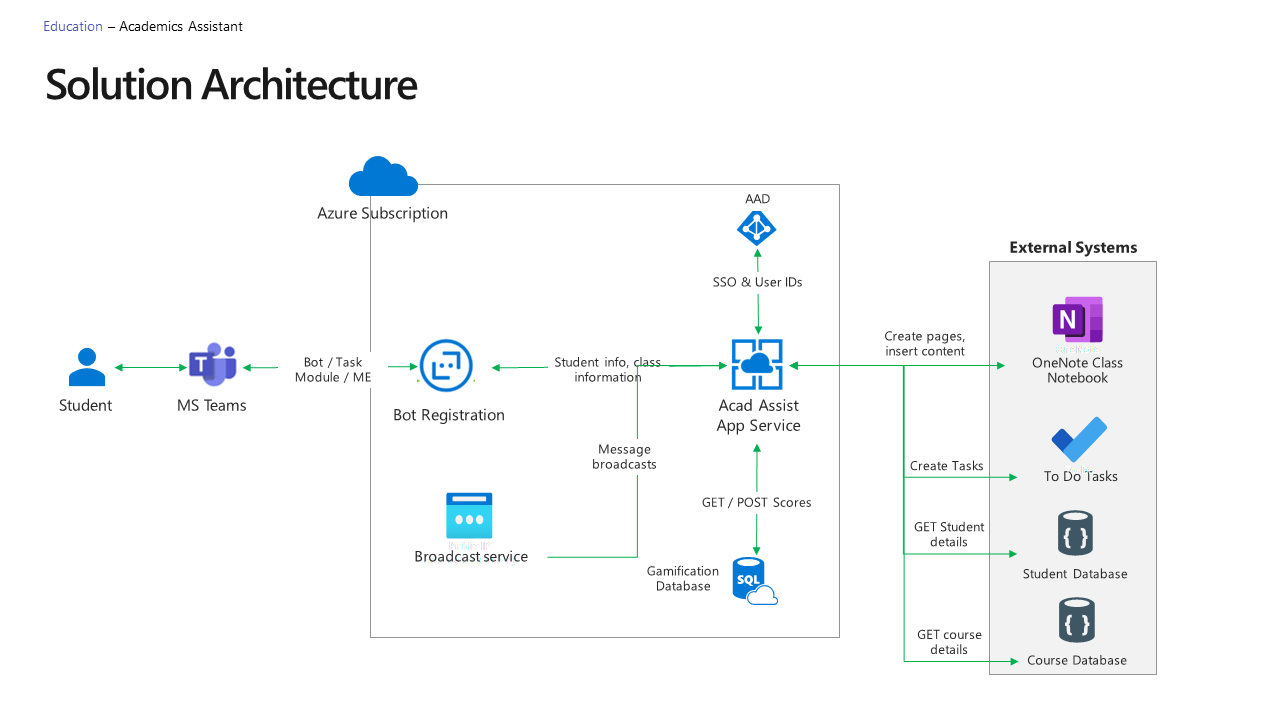 Education – Academics Assistant
Solution Architecture
Azure Subscription
AAD
SSO & User IDs
External Systems
Create pages,
insert content
N
OneNote Class
Notebook
Bot / Task
Module / ME
Student info, class
information
T
Student
MS Teams
Bot Registration
Acad Assist
App Service
Message
broadcasts
Create Tasks
To Do Tasks
GET / POST Scores
GET Student
details
{ }
Student Database
Broadcast service
Gamification
Database
SQL
{ }
GET course
details
Course Database